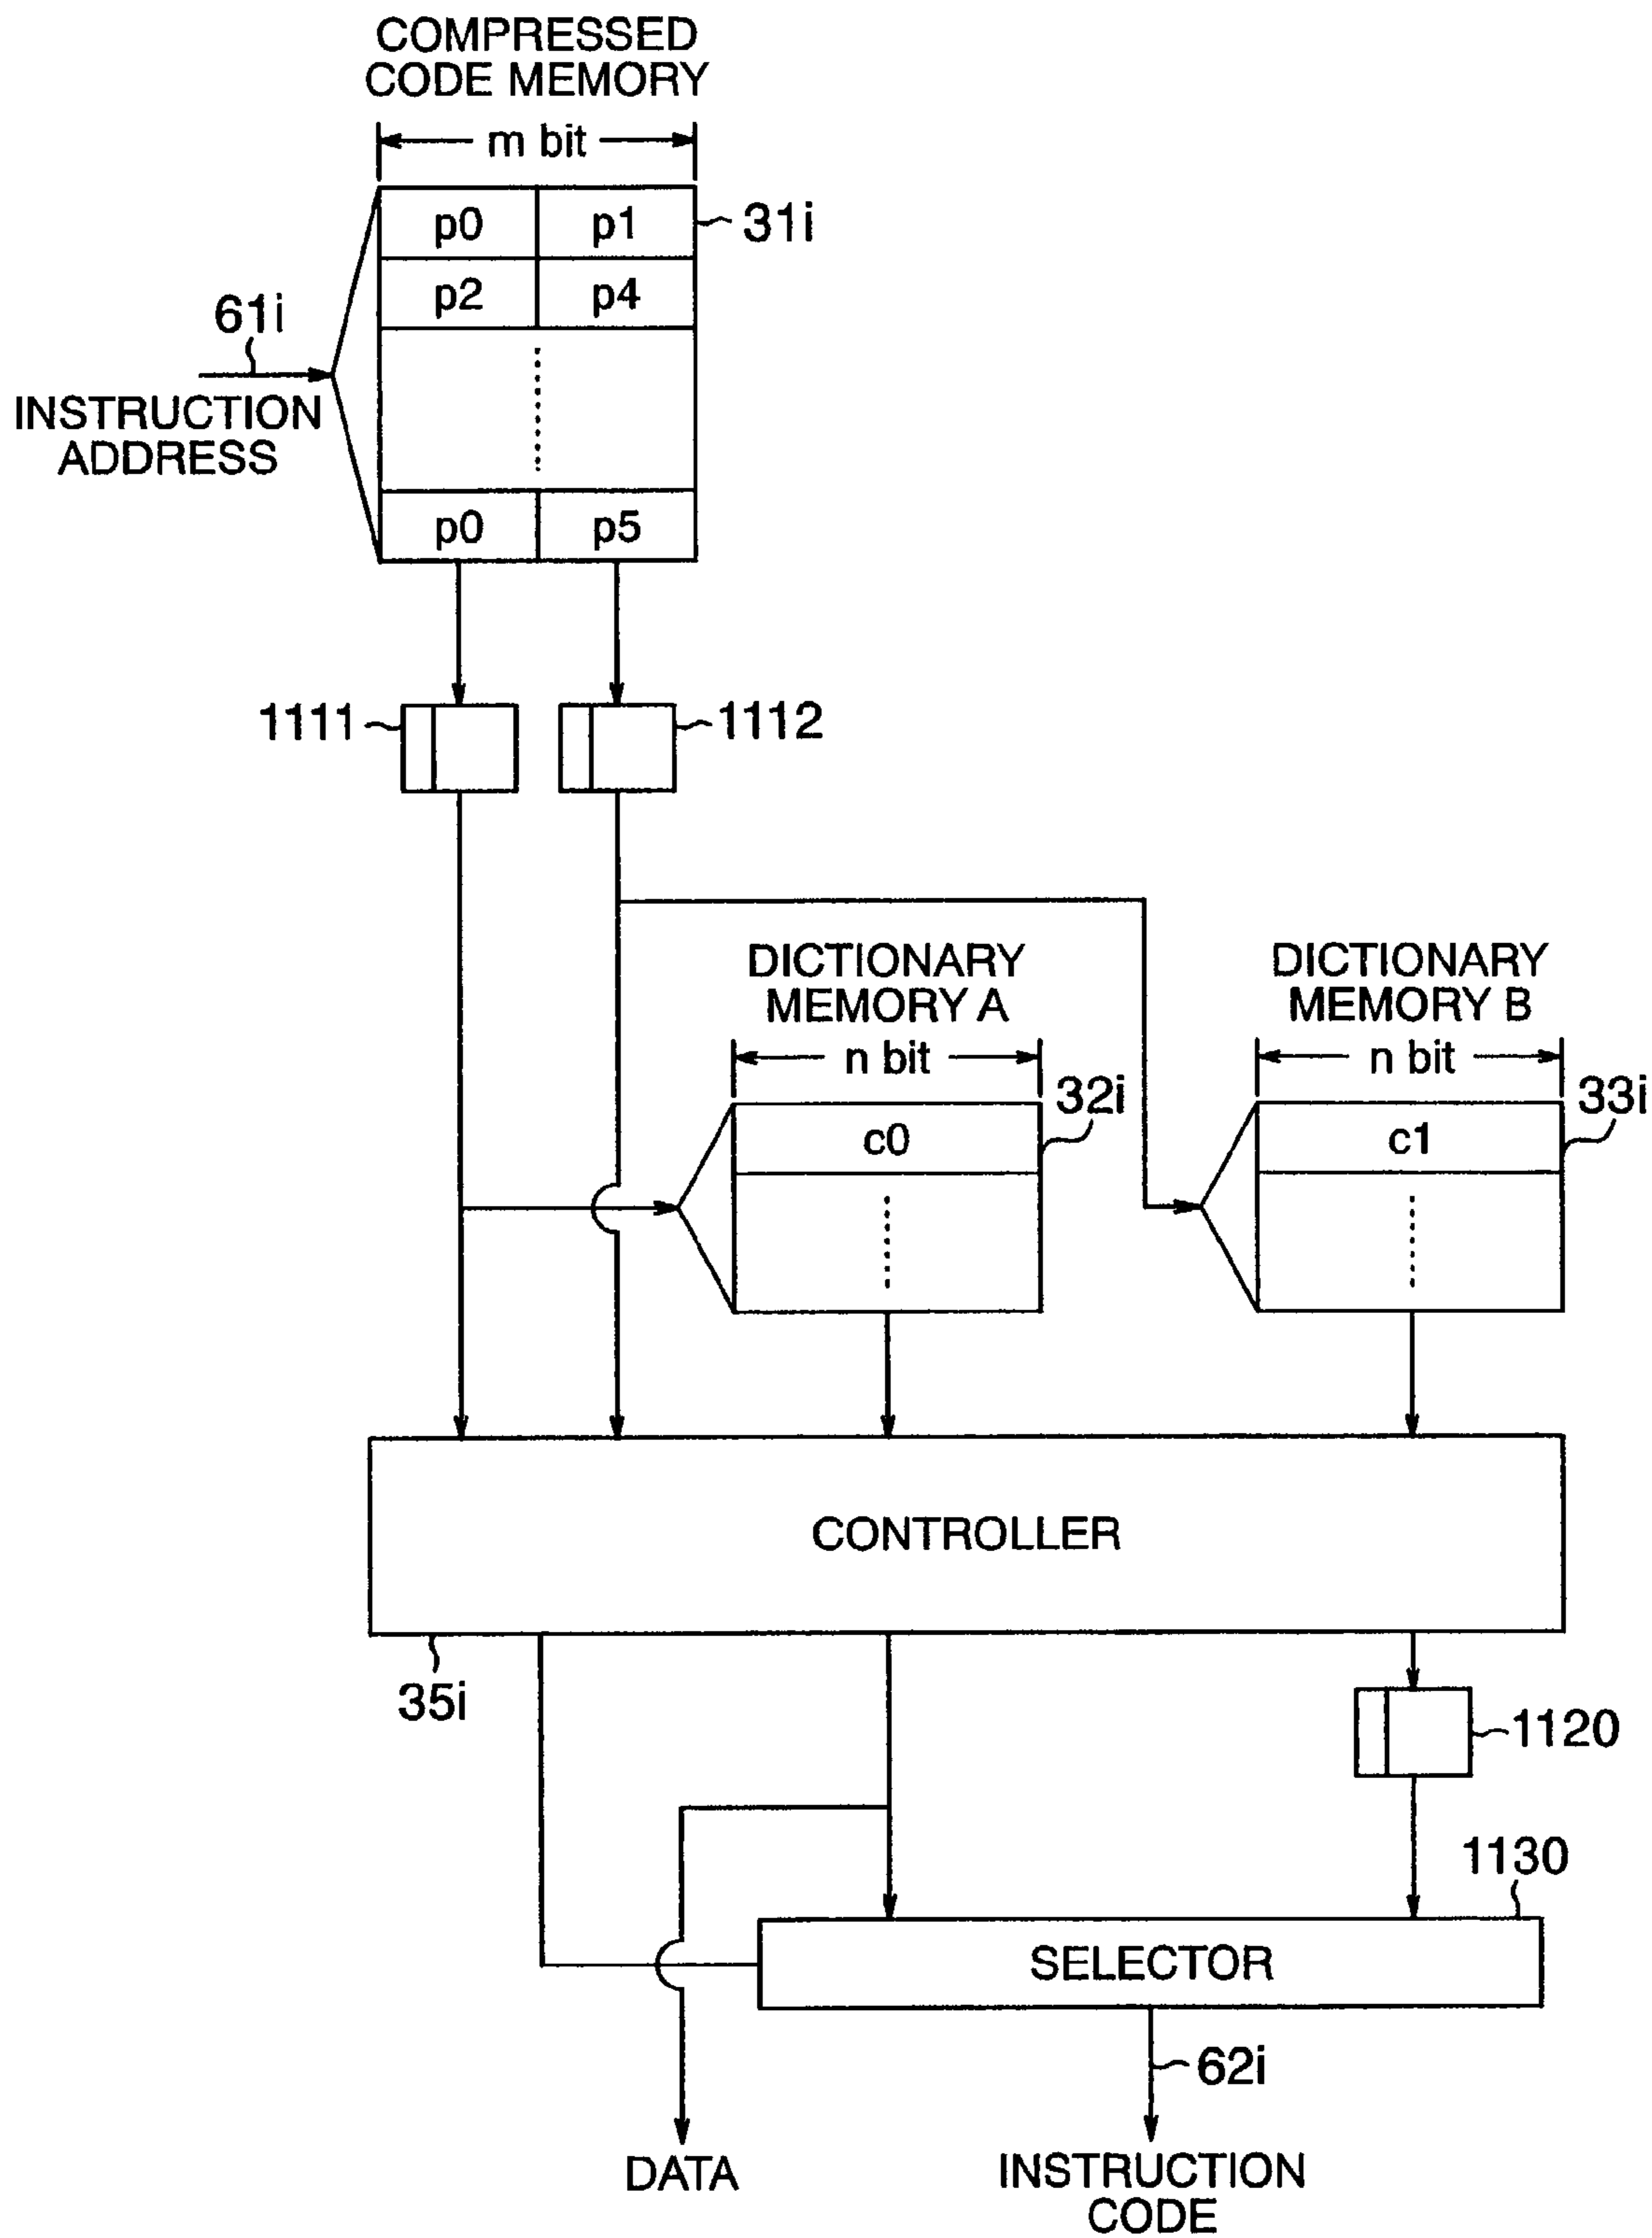 COMPRESSED
CODE MEMORY
m bit
p0 p1
31i
p2 p4
61i
INSTRUCTION
ADDRESS
p0 p5
1111
1112
DICTIONARY
MEMORY A
n bit
32i
c0
DICTIONARY
MEMORY B
n bit
33i
c1
CONTROLLER
35i
1120
1130
SELECTOR
62i
DATA
INSTRUCTION
CODE